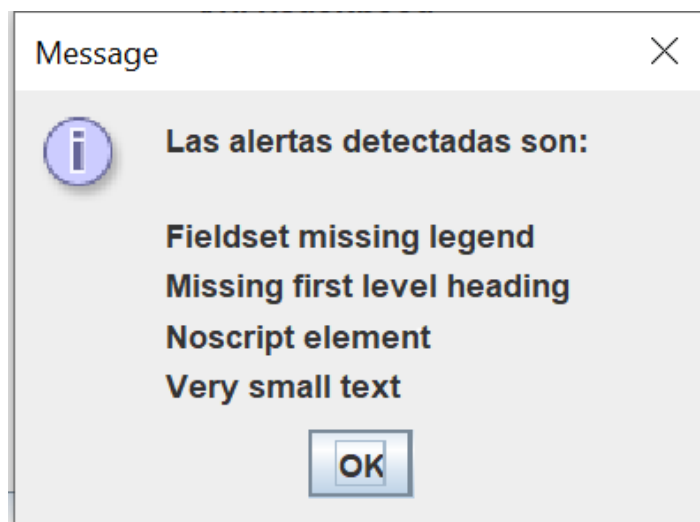 Message
Las alertas detectadas son:
Fieldset missing legend
Missing first level heading
Noscript element
Very small text
OK